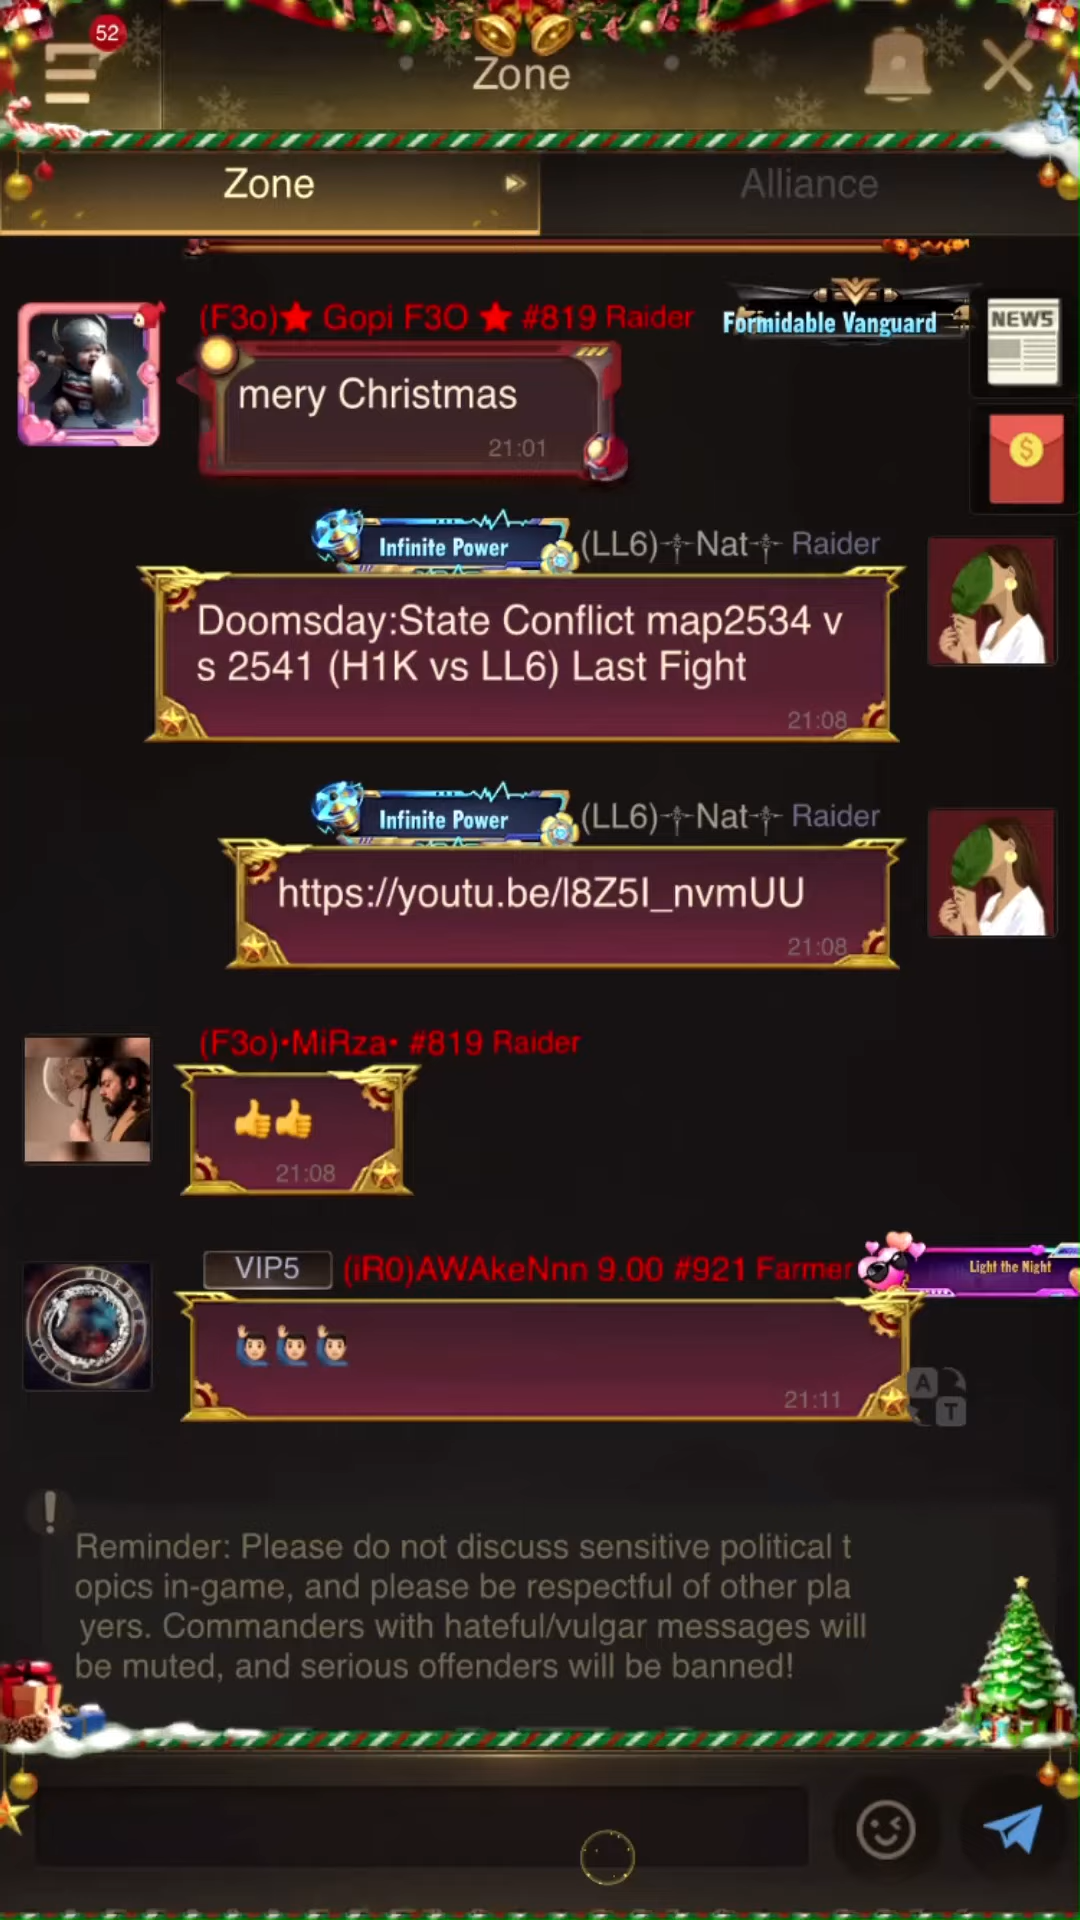 52
Zone
Zone
Alliance
(F3o)★ Gopi F3O ★ #819 Raider
Formidable Vanguard
NEWS
mery Christmas
21:01
$
Infinite Power
(LL6)⸸Nat⸸ Raider
Doomsday:State Conflict map2534 v
s 2541 (H1K vs LL6) Last Fight
21:08
Infinite Power
(LL6)⸸Nat⸸ Raider
https://youtu.be/l8Z5I_nvmUU
21:08
(F3o)•MiRza• #819 Raider
👍👍
21:08
VIP5
(iR0)AWAkeNnn 9.00 #921 Farmer
Light the Night
🙋🏻‍♂️🙋🏻‍♂️🙋🏻‍♂️
21:11
A
T
!
Reminder: Please do not discuss sensitive political t
opics in-game, and please be respectful of other pla
yers. Commanders with hateful/vulgar messages will
be muted, and serious offenders will be banned!